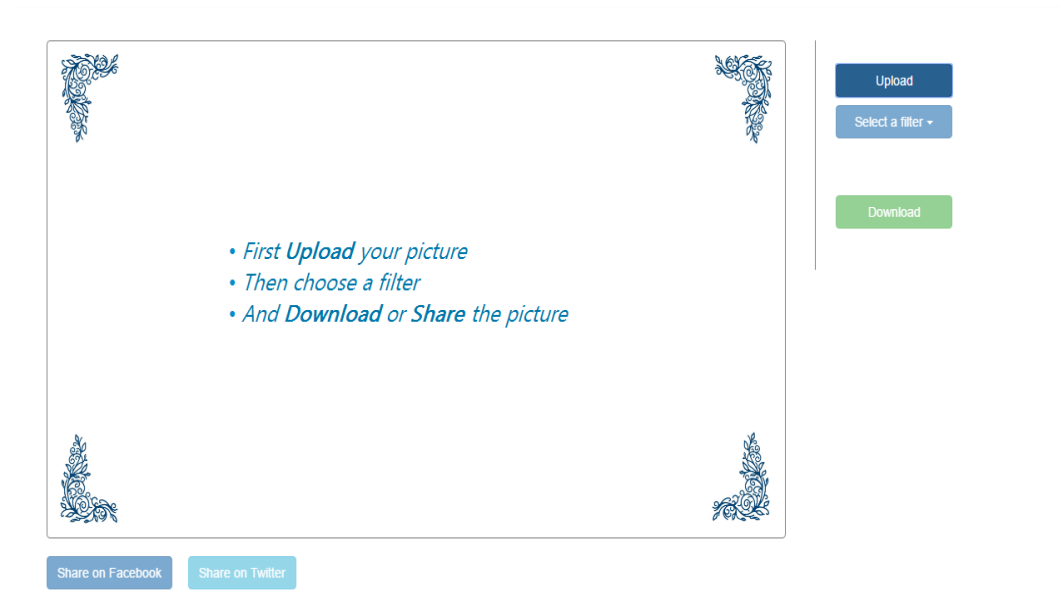 Upload
Select a filter
Download
• First Upload your picture
• Then choose a filter
• And Download or Share the picture
Share on Facebook
Share on Twitter